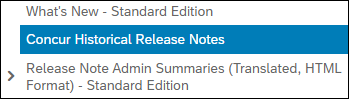 What's New - Standard Edition
Concur Historical Release Notes
Release Note Admin Summaries (Translated, HTML
Format) - Standard Edition